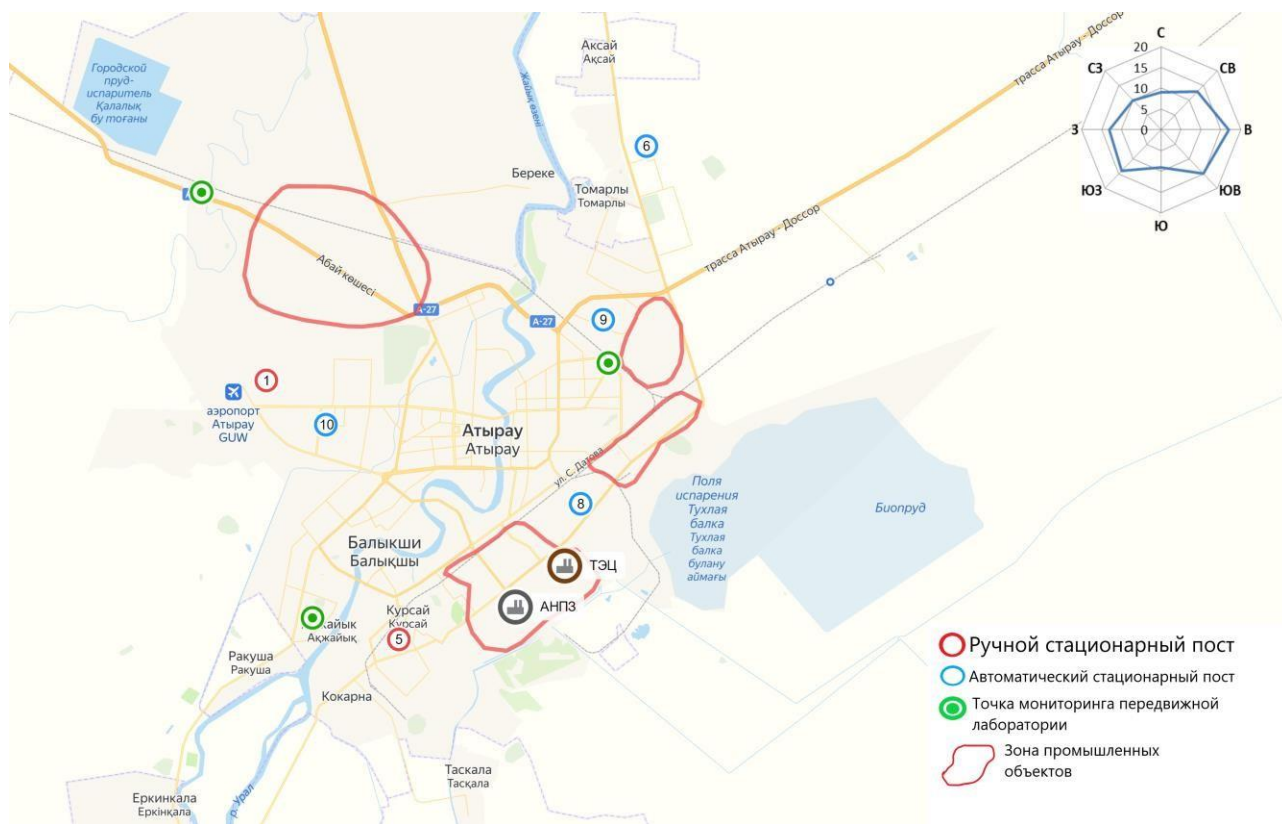 Аксай
Ақсай
трасса Атырау - Доссор
Городской
пруд-
испаритель
Қалалық
бу тоғаны
Жайық өзені
С
20
СЗ
15
СВ
10
5
З
0
В
ЮЗ
ЮВ
Ю
6
Береке
Томарлы
Томарлы
трасса Атырау - Доссор
Абай көшесі
А-27
А-27
9
1
аэропорт
Атырау
GUW
10
Атырау
Атырау
ул. С. Датова
8
Поля
испарения
Тухлая
балка
Тухлая
балка
булану
аймағы
Биопруд
Балыкши
Балықшы
ТЭЦ
АНПЗ
Курсай
Курсай
5
Ақжайық
Ракуша
Ракуша
Кокарна
Таскала
Тасқала
Еркинкала
Еркінқала
р. Урал
Ручной стационарный пост
Автоматический стационарный пост
Точка мониторинга передвижной
лаборатории
Зона промышленных
объектов